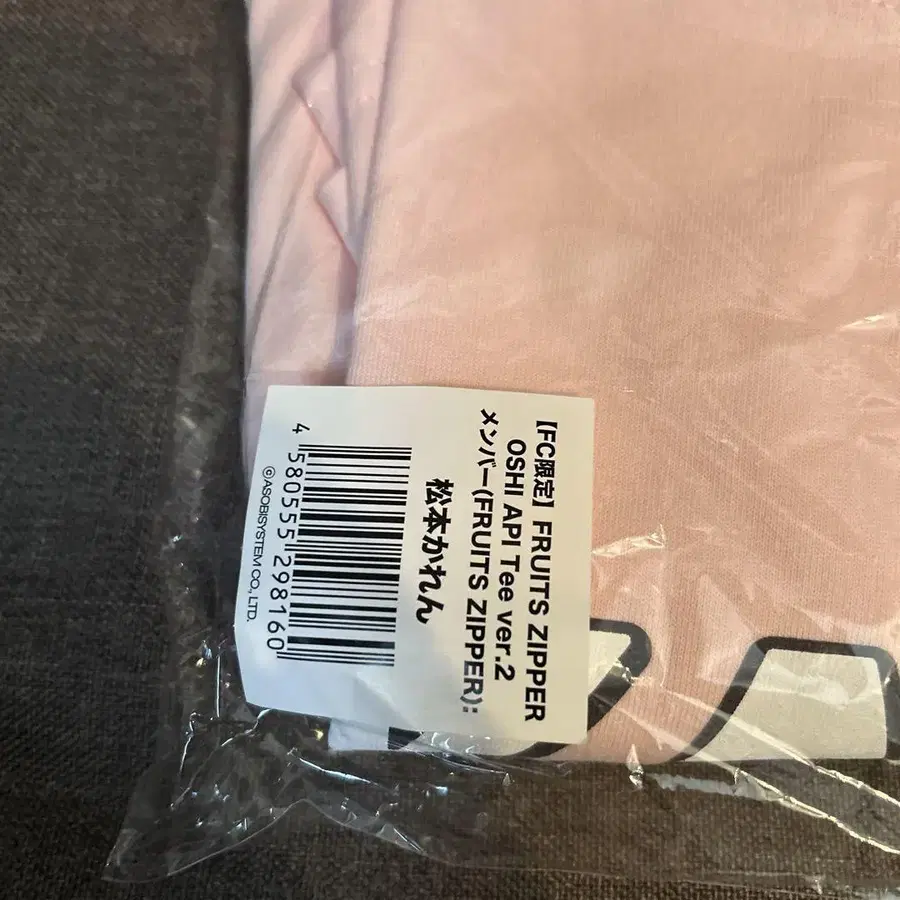 【FC限定】 FRUITS ZIPPER
OSHI API Tee ver.2
メンバー(FRUITS ZIPPER):
松本かれん
4 580555 298160
©ASOBISYSTEM CO., LTD.